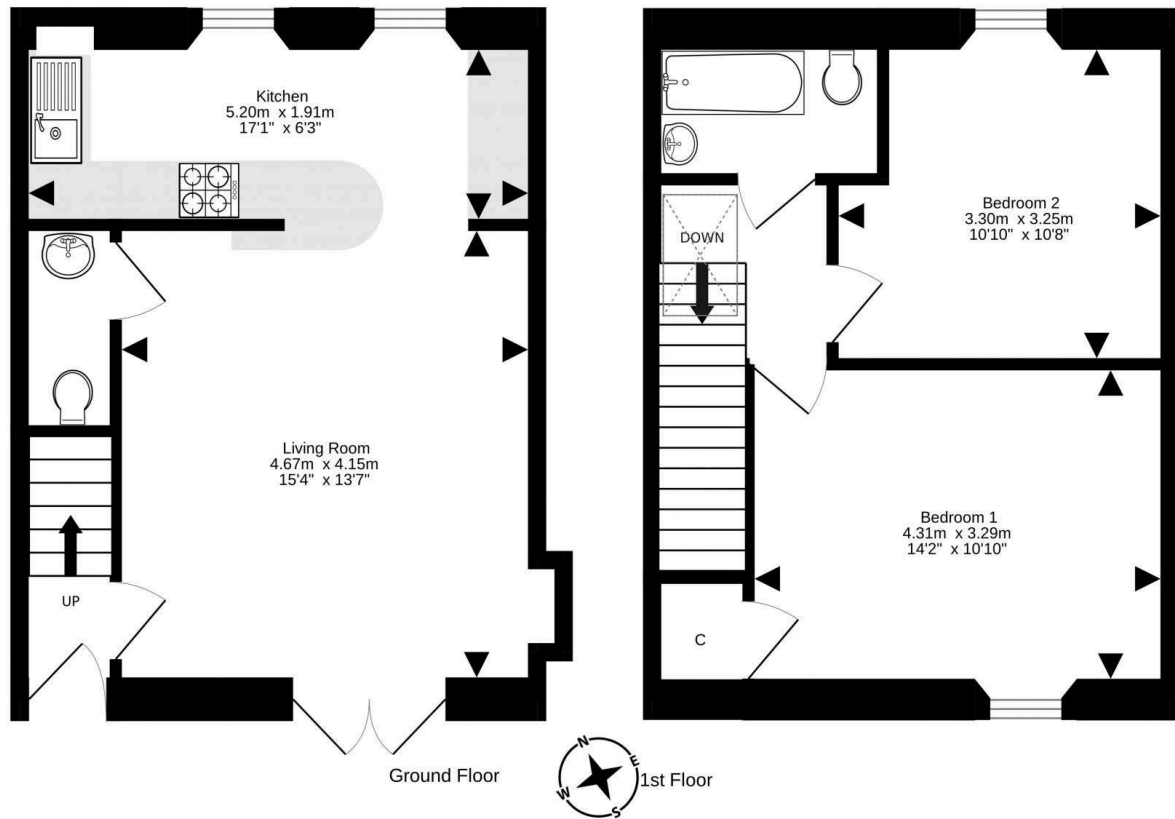 Kitchen
5.20m x 1.91m
17'1" x 6'3"
Living Room
4.67m x 4.15m
15'4" x 13'7"
UP
Ground Floor
DOWN
Bedroom 2
3.30m x 3.25m
10'10" x 10'8"
Bedroom 1
4.31m x 3.29m
14'2" x 10'10"
C
1st Floor
N
E
W
S